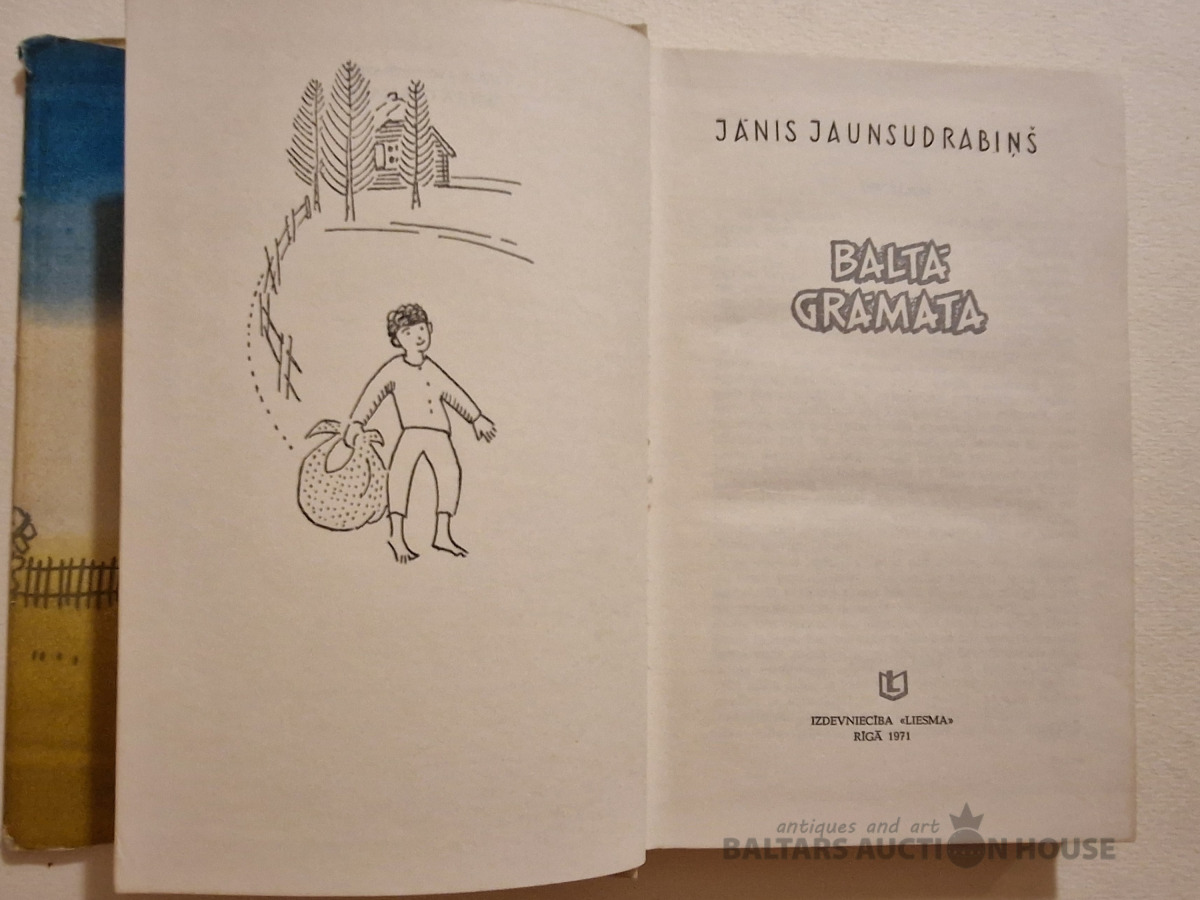 JĀNIS JAUNSUDRABIŅŠ
BALTĀ
GRĀMATA
L
IZDEVNIECĪBA «LIESMA»
RĪGĀ 1971
antiques and art
BALTARS AUCTION HOUSE